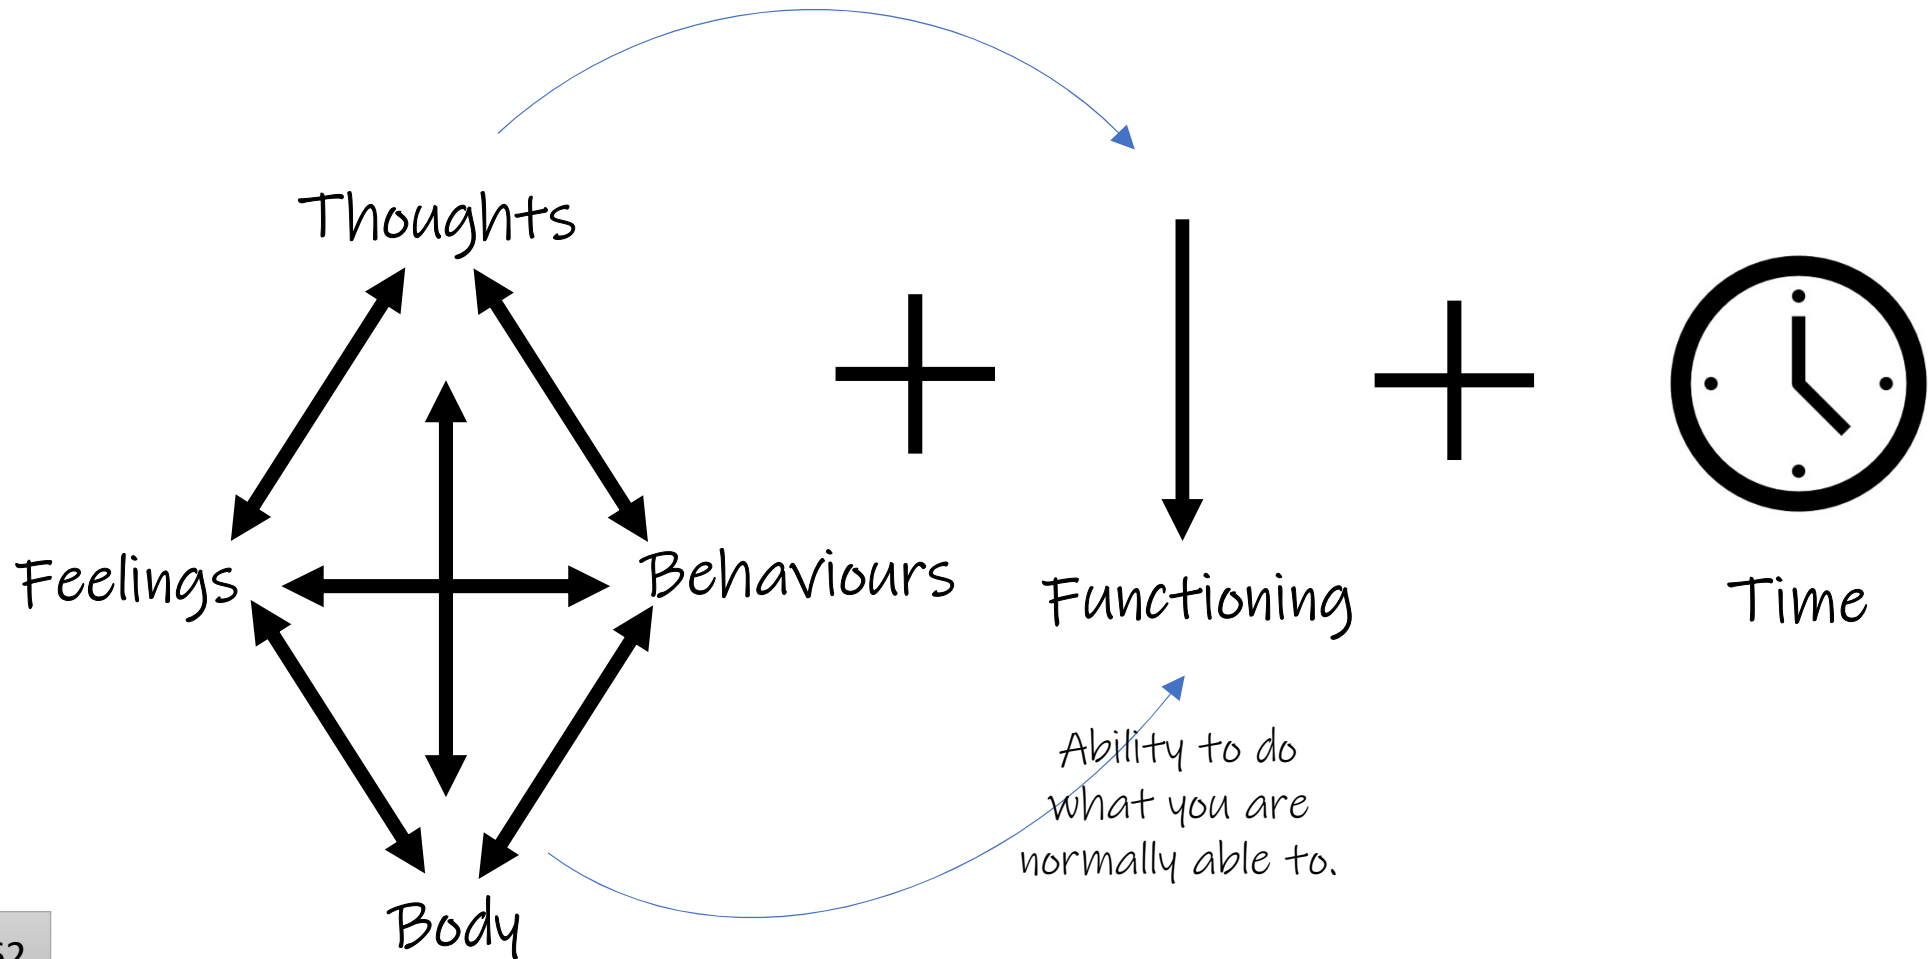 Thoughts
Feelings
Behaviours
Body
Functioning
Ability to do
what you are
normally able to.
Time